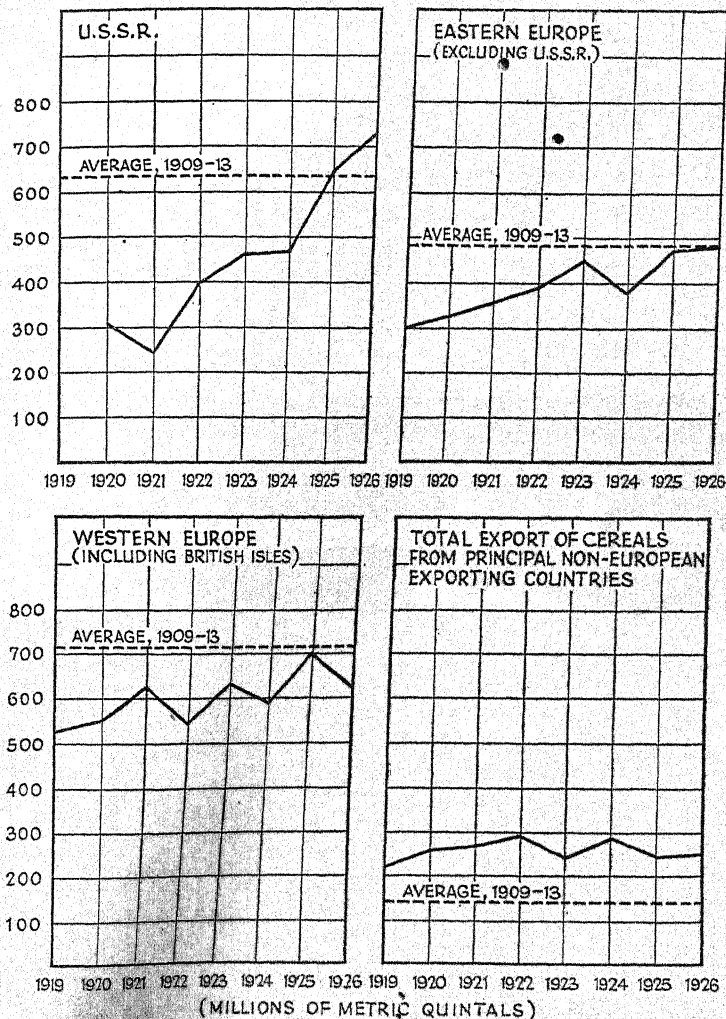 U.S.S.R.
800
700
AVERAGE, 1909-13
600
500
400
300
200
100
1919 1920 1921 1922 1923 1924 1925 1926
EASTERN EUROPE
(EXCLUDING U.S.S.R.)
AVERAGE, 1909-13
1919 1920 1921 1922 1923 1924 1925 1926
WESTERN EUROPE
(INCLUDING BRITISH ISLES)
800
AVERAGE, 1909-13
700
600
500
300
200
100
1919 1920 1921 1922 1923 1924 1925 1926
TOTAL EXPORT OF CEREALS
FROM PRINCIPAL NON-EUROPEAN
EXPORTING COUNTRIES
AVERAGE, 1909-13
1919 1920 1921 1922 1923 1924 1925 1926
(MILLIONS OF METRIC QUINTALS)